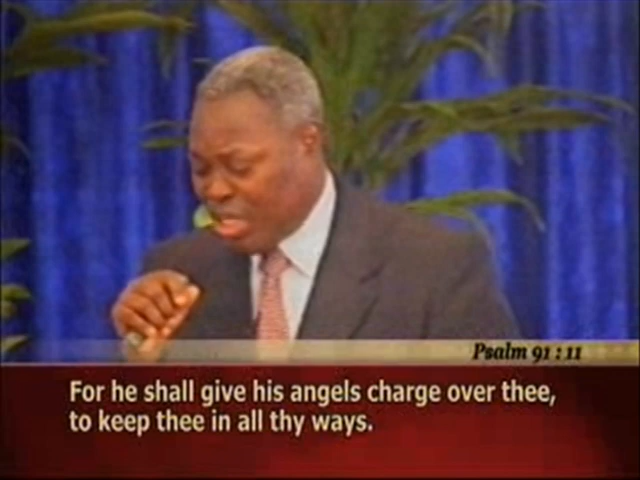 Psalm 91 : 11
For he shall give his angels charge over thee,
to keep thee in all thy ways.